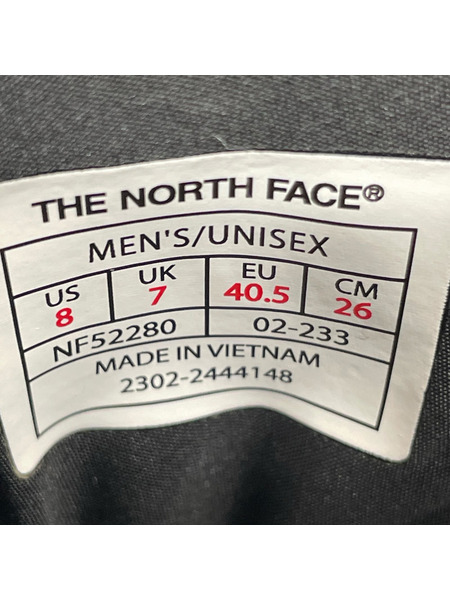 THE NORTH FACE®
MEN'S/UNISEX
US UK EU CM
8 7 40.5 26
NF52280 02-233
MADE IN VIETNAM
2302-2444148